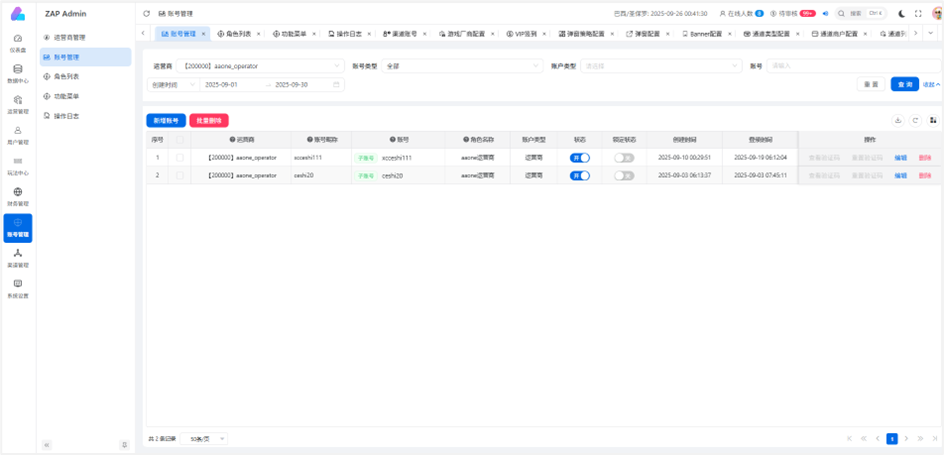 ZAP Admin
账号管理
巴西/圣保罗: 2025-09-26 00:41:30
在线人数 0
待审核 99+
搜索 Ctrl K
仪表盘
数据中心
运营管理
用户管理
玩法中心
财务管理
账号管理
渠道管理
系统设置
运营商管理
账号管理
角色列表
功能菜单
操作日志
账号管理 × 角色列表 × 功能菜单 × 操作日志 × 渠道账号 × 游戏厂商配置 × VIP签到 × 弹窗策略配置 × 弹窗配置 × Banner配置 × 通道类型配置 × 通道商户配置 × 通道列
运营商 【200000】aaone_operator 账号类型 全部 账户类型 请选择 账号 请输入
创建时间 2025-09-01 → 2025-09-30 重置 查询 收起
新增账号 批量删除
序号 运营商 账号昵称 账号 角色名称 账户类型 状态 锁定状态 创建时间 登录时间 操作
1 【200000】aaone_operator xcceshi111 子账号 xcceshi111 aaone运营商 运营商 开 关 2025-09-10 00:29:51 2025-09-19 06:12:04 查看验证码 重置验证码 编辑 删除
2 【200000】aaone_operator ceshi20 子账号 ceshi20 aaone运营商 运营商 开 关 2025-09-03 06:13:37 2025-09-03 07:45:11 查看验证码 重置验证码 编辑 删除
共 2 条记录 50条/页
1